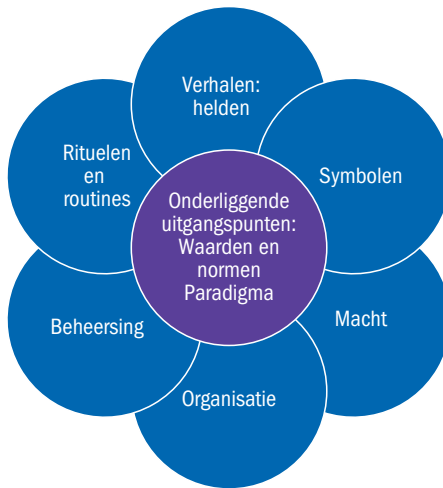 Verhalen:
helden
Symbolen
Macht
Organisatie
Beheersing
Rituelen
en
routines
Onderliggende
uitgangspunten:
Waarden en
normen
Paradigma